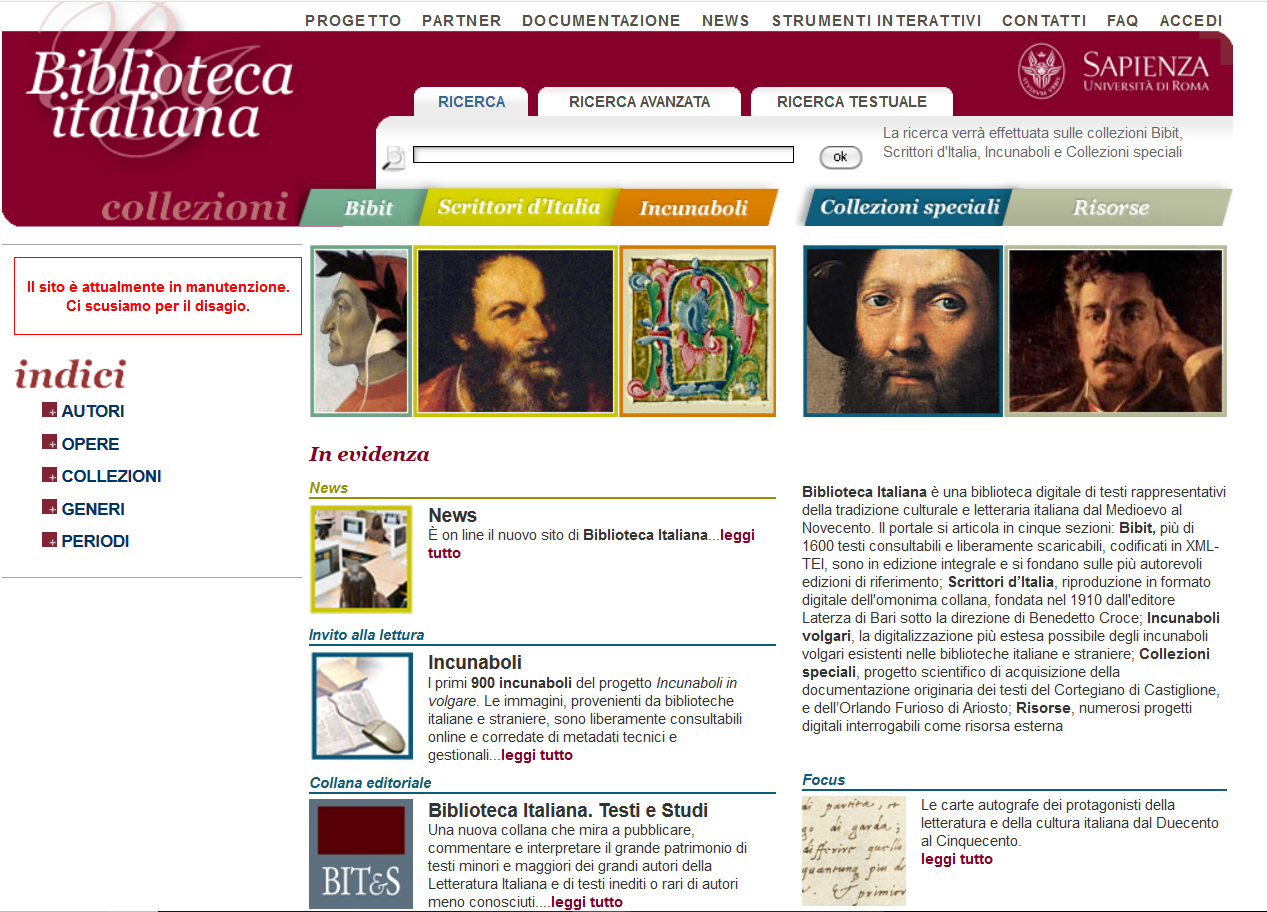 PROGETTO PARTNER DOCUMENTAZIONE NEWS STRUMENTI INTERATTIVI CONTATTI FAQ ACCEDI
Biblioteca
italiana
SAPIENZA
UNIVERSITÀ DI ROMA
RICERCA RICERCA AVANZATA RICERCA TESTUALE
La ricerca verrà effettuata sulle collezioni Bibit,
Scrittori d'Italia, Incunaboli e Collezioni speciali
ok
collezioni Bibit Scrittori d'Italia Incunaboli Collezioni speciali Risorse
Il sito è attualmente in manutenzione.
Ci scusiamo per il disagio.
indici
AUTORI
OPERE
COLLEZIONI
GENERI
PERIODI
In evidenza
News
News
È on line il nuovo sito di Biblioteca Italiana...leggi
tutto
Invito alla lettura
Incunaboli
I primi 900 incunaboli del progetto Incunaboli in
volgare. Le immagini, provenienti da biblioteche
italiane e straniere, sono liberamente consultabili
online e corredate di metadati tecnici e
gestionali...leggi tutto
Collana editoriale
BIT&S
Biblioteca Italiana. Testi e Studi
Una nuova collana che mira a pubblicare,
commentare e interpretare il grande patrimonio di
testi minori e maggiori dei grandi autori della
Letteratura Italiana e di testi inediti o rari di autori
meno conosciuti....leggi tutto
Biblioteca Italiana è una biblioteca digitale di testi rappresentativi
della tradizione culturale e letteraria italiana dal Medioevo al
Novecento. Il portale si articola in cinque sezioni: Bibit, più di
1600 testi consultabili e liberamente scaricabili, codificati in XML-
TEI, sono in edizione integrale e si fondano sulle più autorevoli
edizioni di riferimento; Scrittori d'Italia, riproduzione in formato
digitale dell'omonima collana, fondata nel 1910 dall'editore
Laterza di Bari sotto la direzione di Benedetto Croce; Incunaboli
volgari, la digitalizzazione più estesa possibile degli incunaboli
volgari esistenti nelle biblioteche italiane e straniere; Collezioni
speciali, progetto scientifico di acquisizione della
documentazione originaria dei testi del Cortegiano di Castiglione,
e dell'Orlando Furioso di Ariosto; Risorse, numerosi progetti
digitali interrogabili come risorsa esterna
Focus
di partita, et
go di garda;
differire quello
quantunq piu di
Et primier
Le carte autografe dei protagonisti della
letteratura e della cultura italiana dal Duecento
al Cinquecento.
leggi tutto